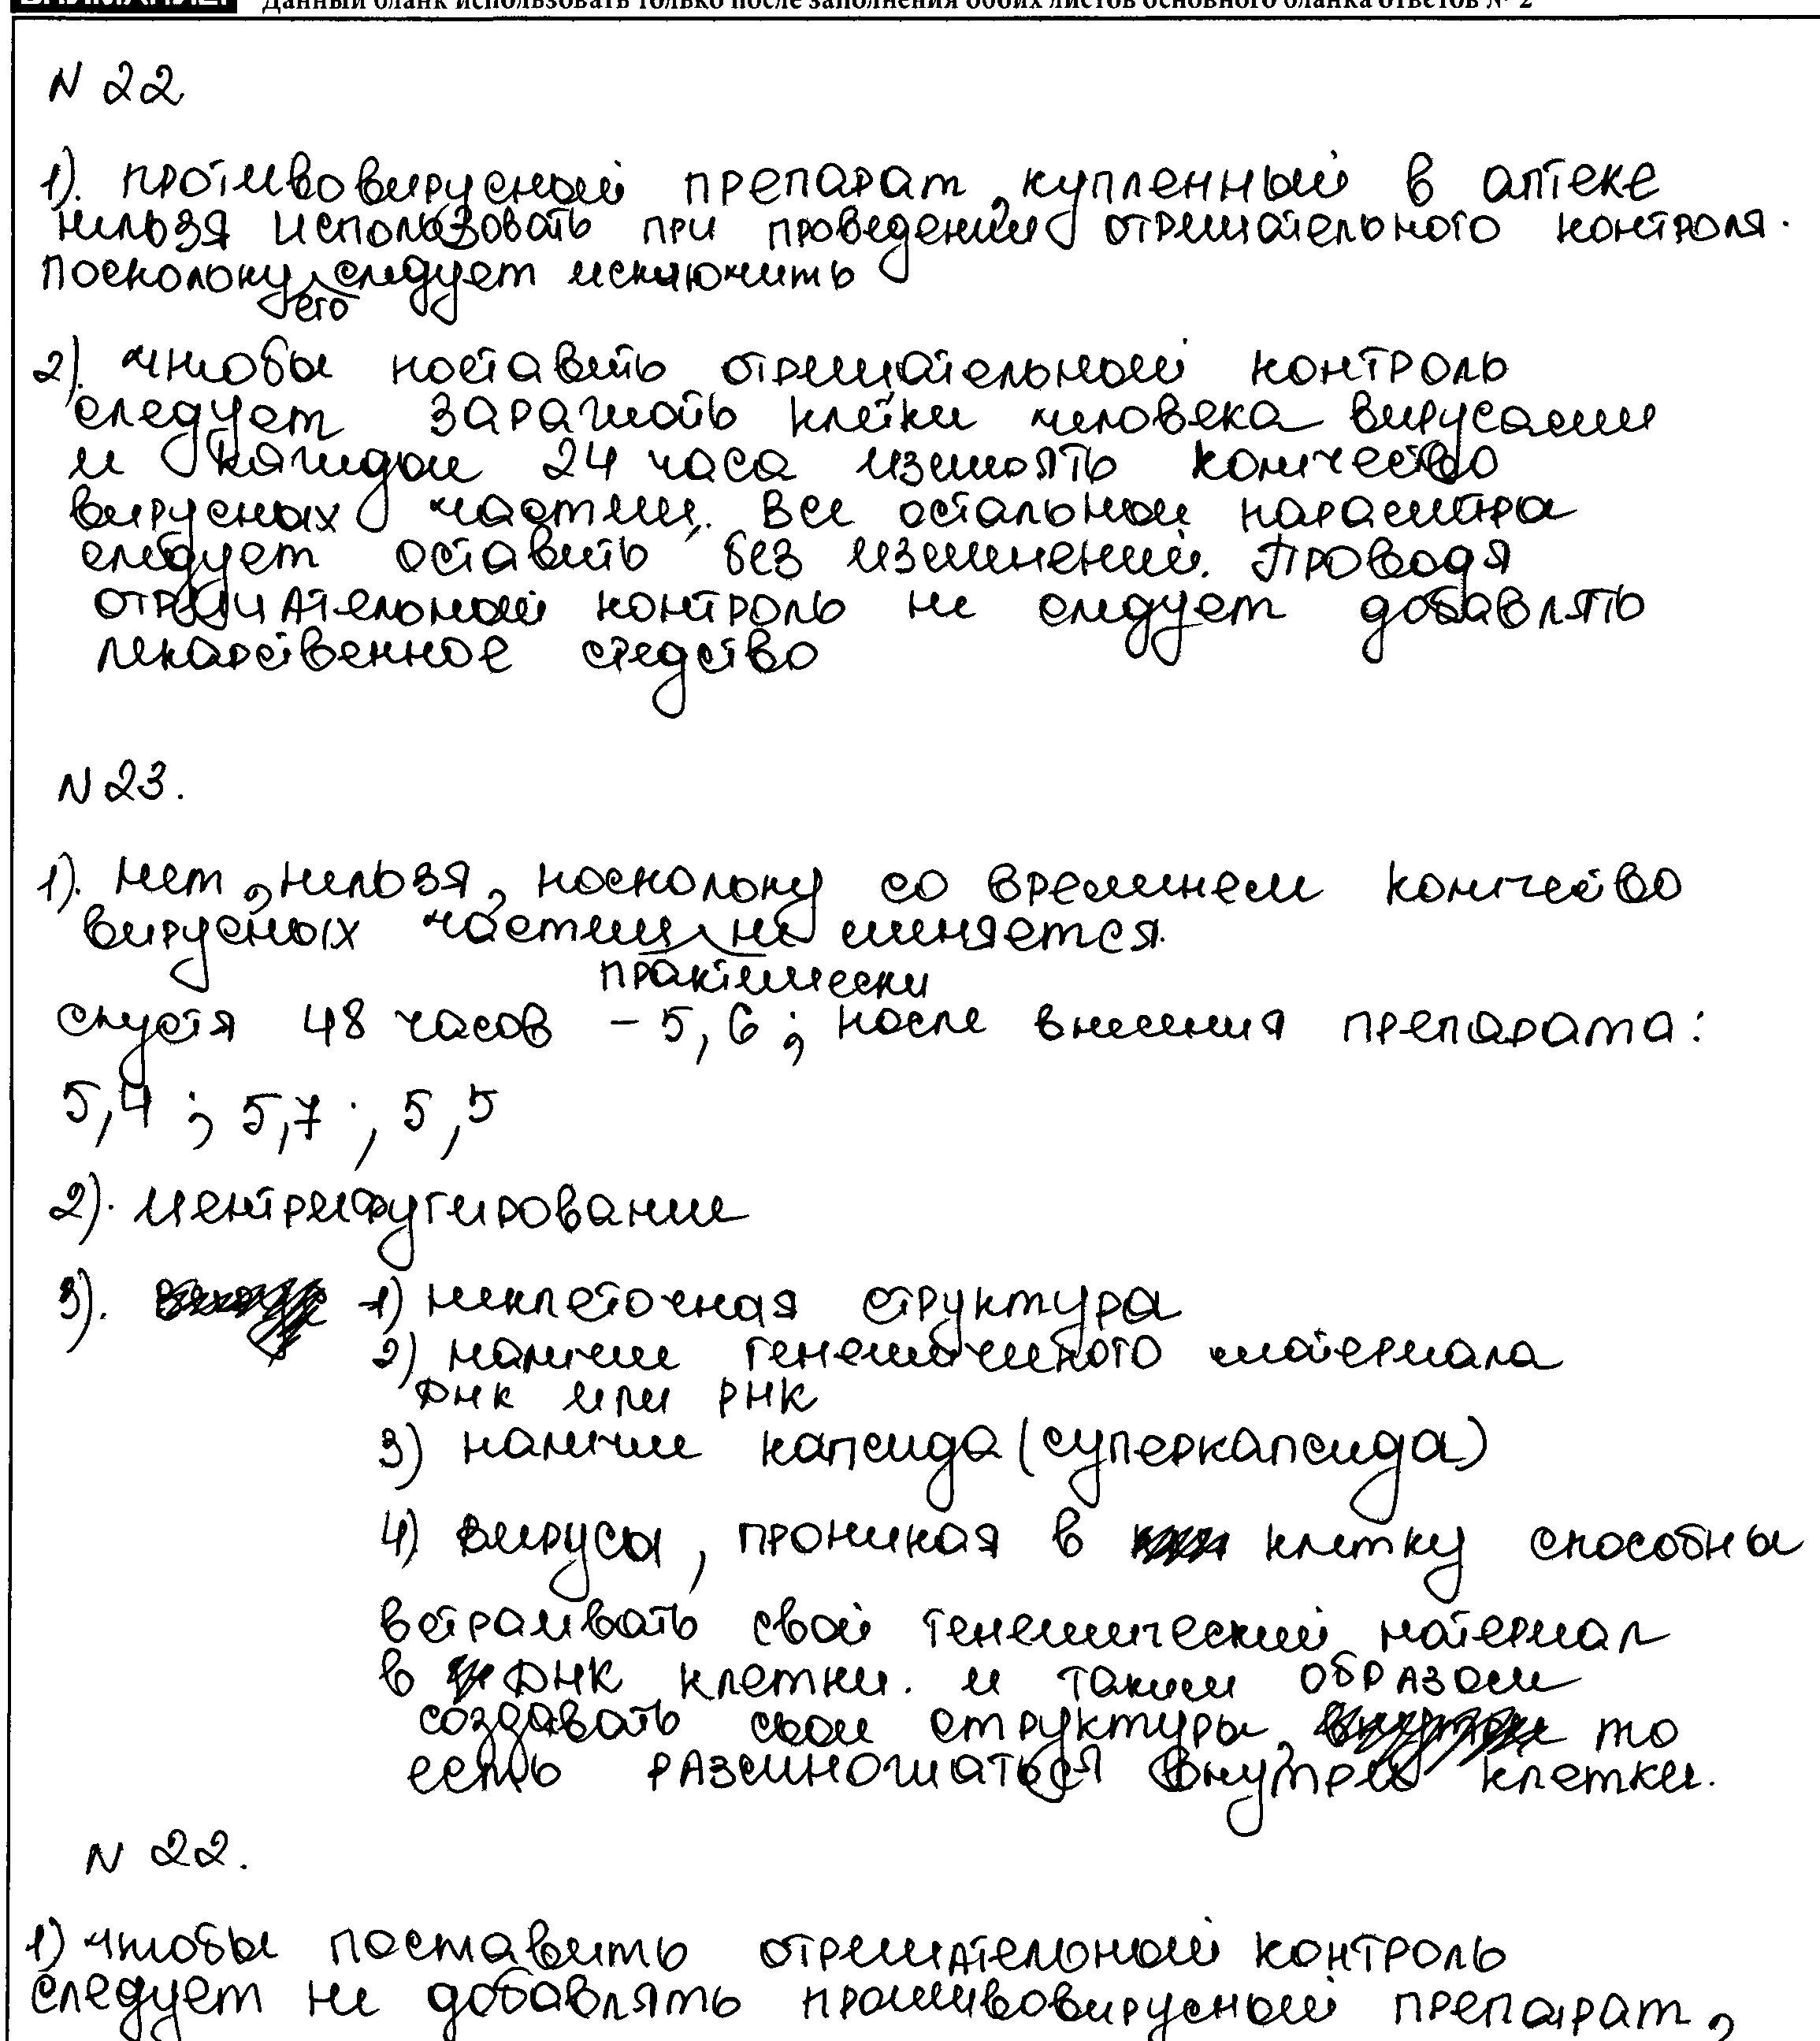 Данный бланк использовать только после заполнения обоих листов основного бланка ответов № 2
N 22
1). противовирусный препарат, купленный в аптеке
нельзя использовать при проведении отрицательного контроля.
поскольку его следует исключить
2). чтобы поставить отрицательный контроль
следует заражать клетки человека вирусами
и каждые 24 часа измерять количество
вирусных частиц. Все остальные параметры
следует оставить без изменений. Проводя
отрицательный контроль не следует добавлять
лекарственное средство
N 23.
1). нет, нельзя, поскольку со временем количество
вирусных частиц практически не меняется.
спустя 48 часов – 5,6; после внесения препарата:
5,4 ; 5,7 ; 5,5
2). центрифугирование
3). 1) неклеточная структура
2) наличие генетического материала
ДНК или РНК
3) наличие капсида (суперкапсида)
4) вирусы, проникая в клетку способны
встраивать свой генетический материал
в ДНК клетки. и таким образом
создавать свои структуры, то
есть размножаться внутри клетки.
N 22.
1) чтобы поставить отрицательный контроль
следует не добавлять противовирусный препарат,